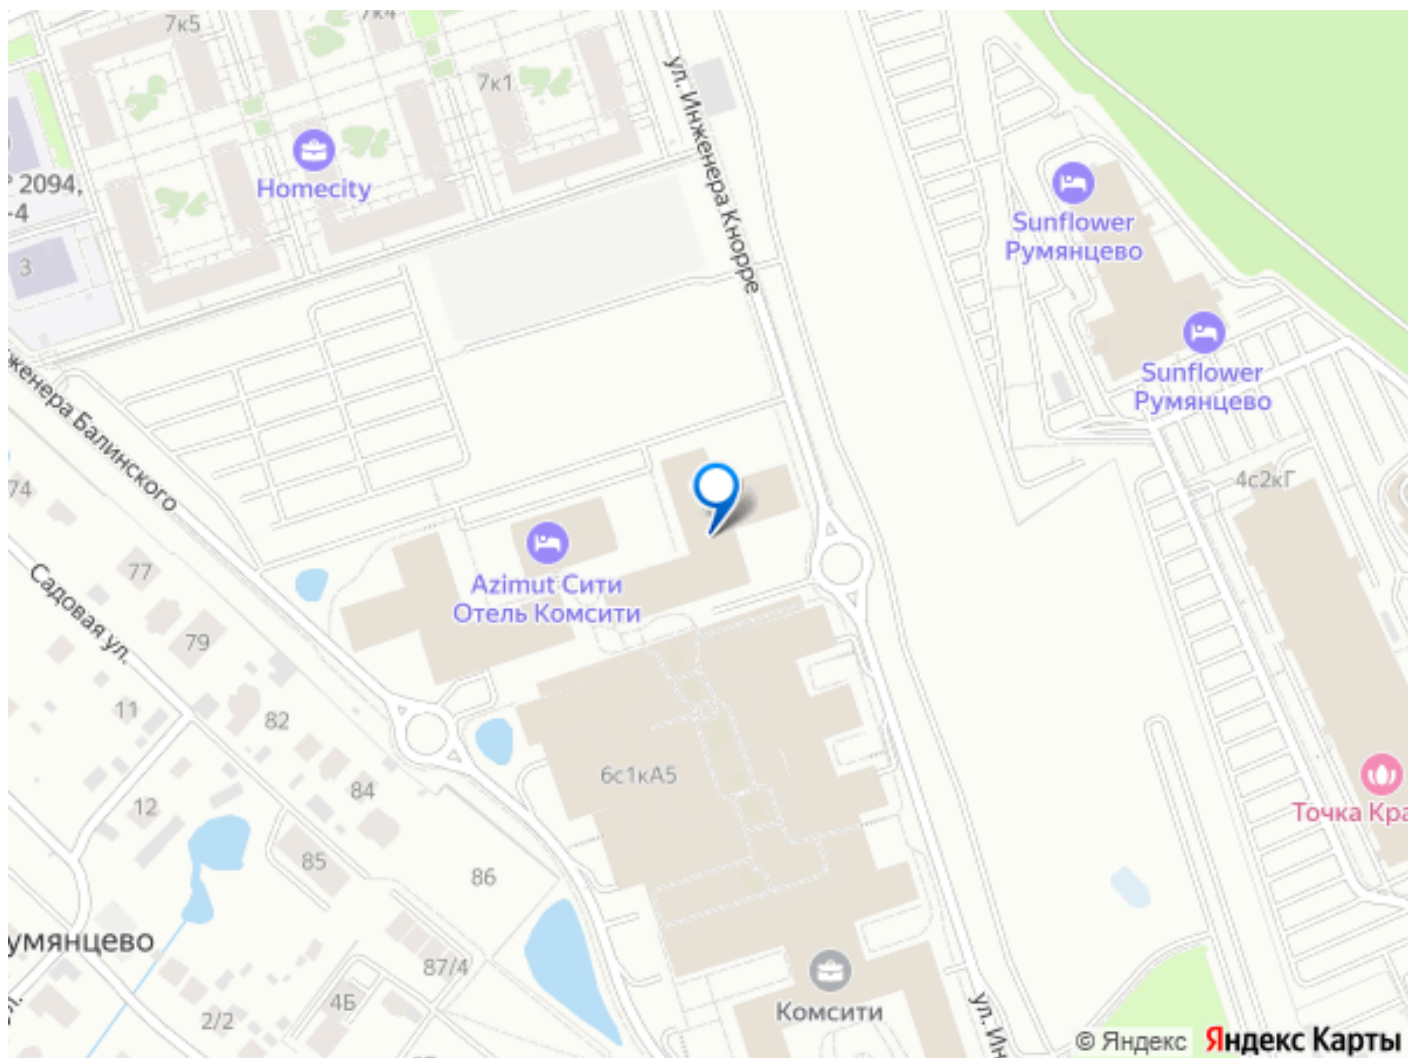 7к5
7к4
7к1
ул. Инженера Кнорре
Homecity
2094,
-4
3
Sunflower
Румянцево
Sunflower
Румянцево
женера Балинского
74
4с2кГ
Azimut Сити
Отель Комсити
77
Садовая ул.
79
11
82
6с1кА5
84
12
Точка Кра
85
86
умянцево
87/4
Комсити
4Б
2/2
ул. Ин
© Яндекс Яндекс Карты